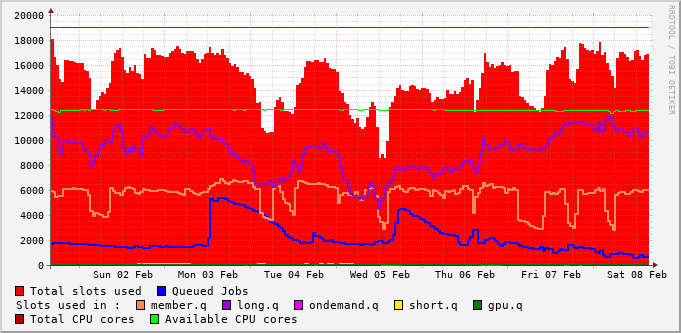 20000
18000
16000
14000
12000
10000
8000
6000
4000
2000
0
Sun 02 Feb Mon 03 Feb Tue 04 Feb Wed 05 Feb Thu 06 Feb Fri 07 Feb Sat 08 Feb
Total slots used Queued Jobs
Slots used in : member.q long.q ondemand.q short.q gpu.q
Total CPU cores Available CPU cores
RRDTOOL / TOBI OETIKER